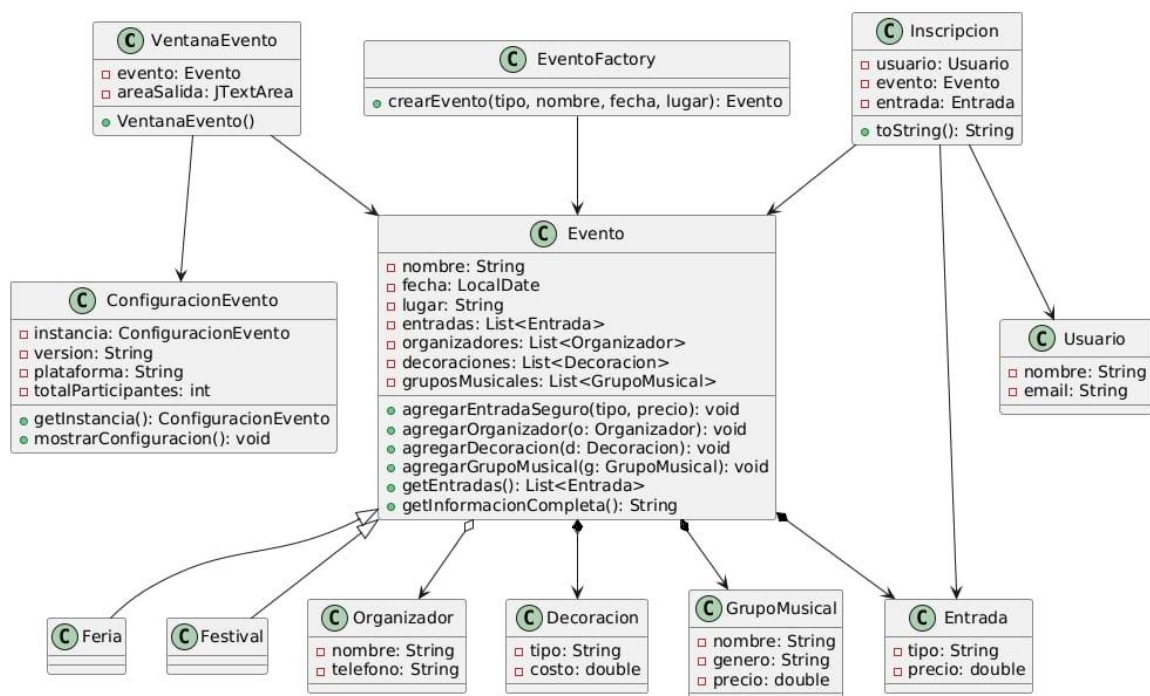 C VentanaEvento
evento: Evento
areaSalida: JTextArea
VentanaEvento()
C EventoFactory
crearEvento(tipo, nombre, fecha, lugar): Evento
C Inscripcion
usuario: Usuario
evento: Evento
entrada: Entrada
toString(): String
C ConfiguracionEvento
instancia: ConfiguracionEvento
version: String
plataforma: String
totalParticipantes: int
getInstancia(): ConfiguracionEvento
mostrarConfiguracion(): void
C Evento
nombre: String
fecha: LocalDate
lugar: String
entradas: List<Entrada>
organizadores: List<Organizador>
decoraciones: List<Decoracion>
gruposMusicales: List<GrupoMusical>
agregarEntradaSeguro(tipo, precio): void
agregarOrganizador(o: Organizador): void
agregarDecoracion(d: Decoracion): void
agregarGrupoMusical(g: GrupoMusical): void
getEntradas(): List<Entrada>
getInformacionCompleta(): String
C Usuario
nombre: String
email: String
C Feria
C Festival
C Organizador
nombre: String
telefono: String
C Decoracion
tipo: String
costo: double
C GrupoMusical
nombre: String
genero: String
precio: double
C Entrada
tipo: String
precio: double